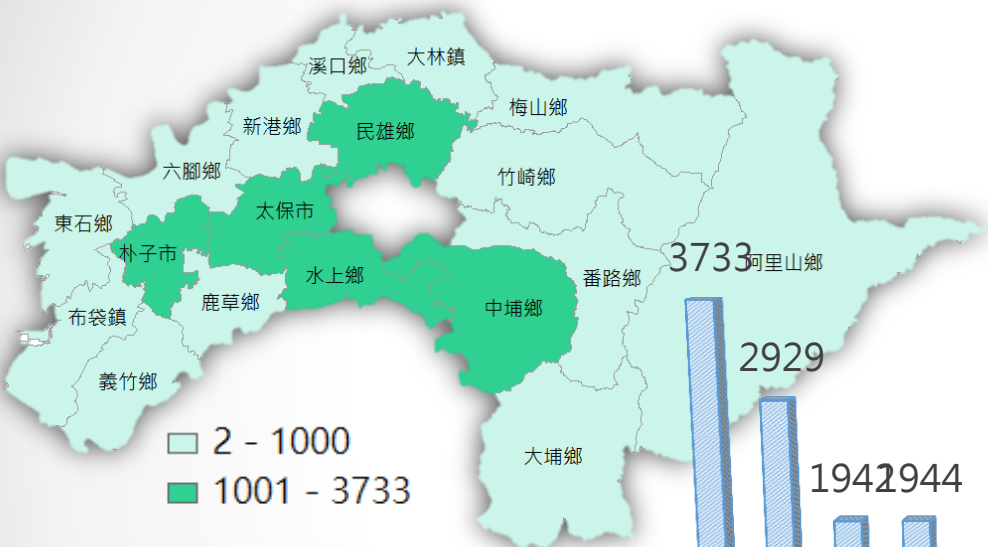 大林鎮
溪口鄉
梅山鄉
新港鄉
民雄鄉
六腳鄉
竹崎鄉
太保市
東石鄉
朴子市
水上鄉
番路鄉
3733
阿里山鄉
鹿草鄉
中埔鄉
布袋鎮
2929
義竹鄉
2 - 1000
大埔鄉
1944
1001 - 3733